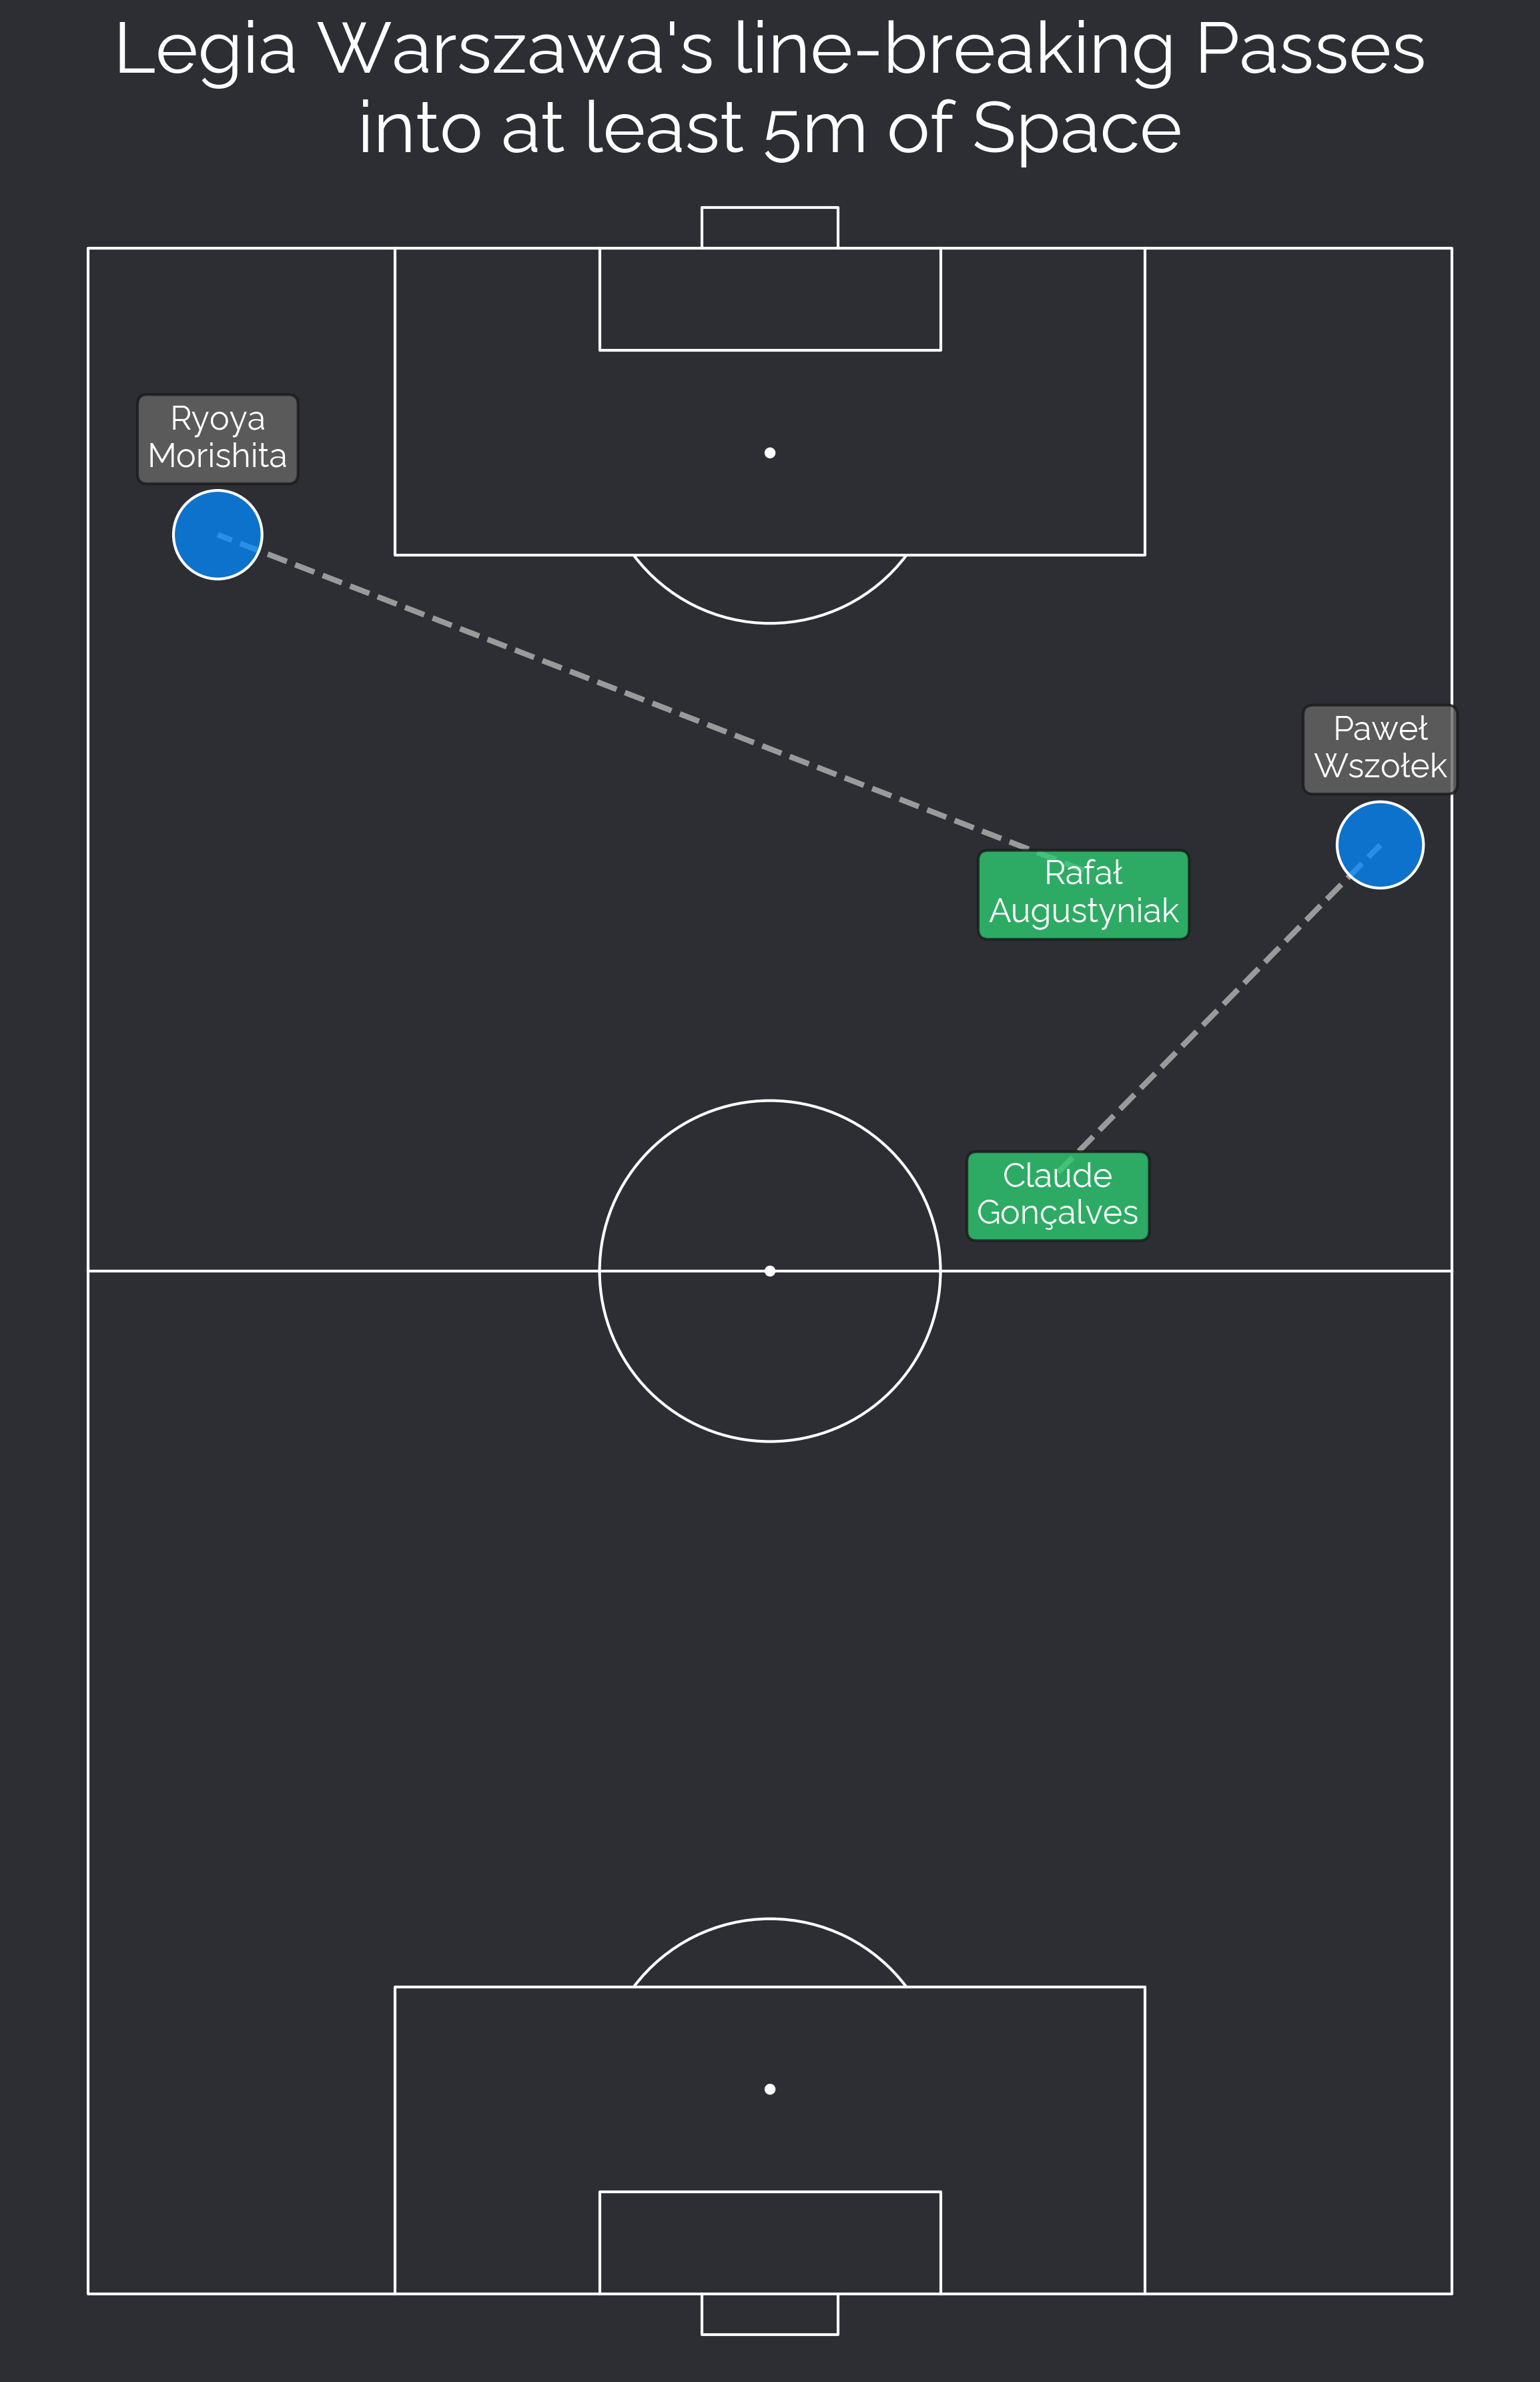 Legia Warszawa's line-breaking Passes
into at least 5m of Space
Ryoya
Morishita
Paweł
Wszołek
Rafał
Augustyniak
Claude
Gonçalves